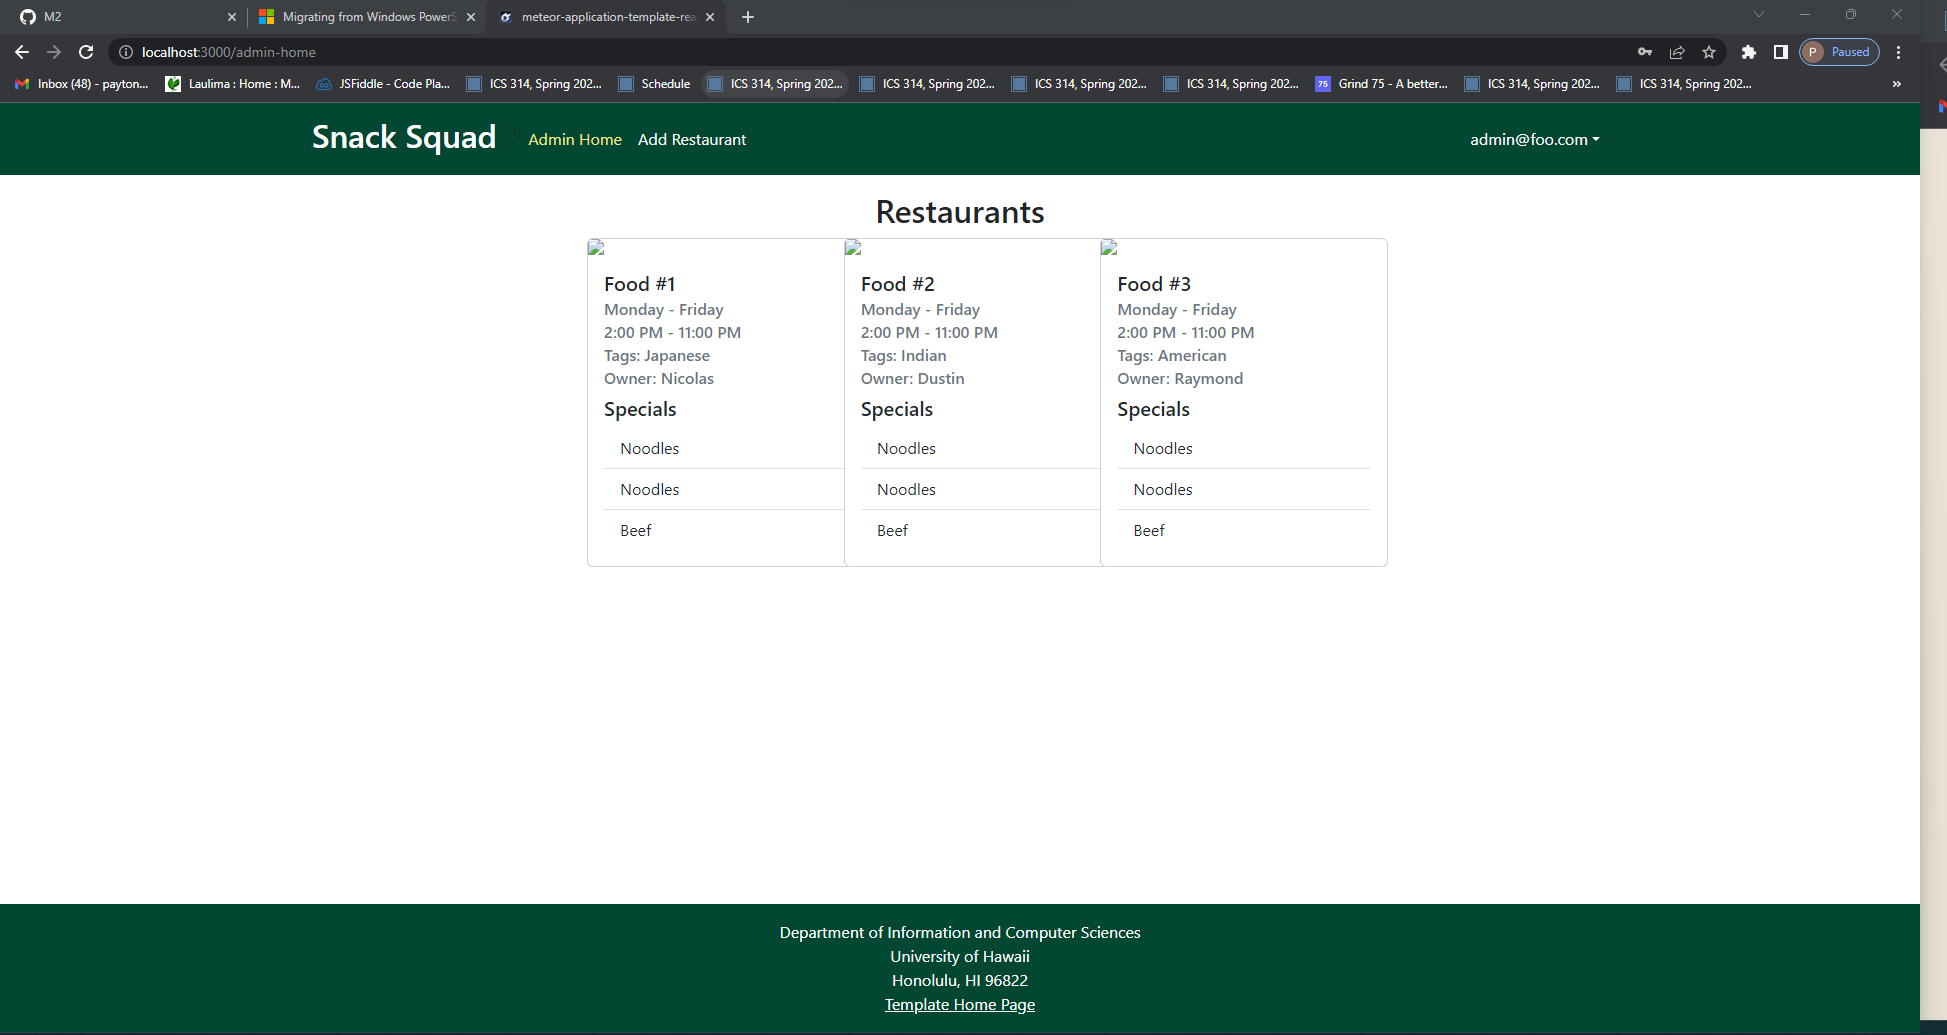 M2
Migrating from Windows PowerS
meteor-application-template-rea
localhost:3000/admin-home
P Paused
Inbox (48) - payton...
Laulima : Home : M...
JSFiddle - Code Pla...
ICS 314, Spring 202...
Schedule
ICS 314, Spring 202...
ICS 314, Spring 202...
ICS 314, Spring 202...
ICS 314, Spring 202...
75 Grind 75 - A better...
ICS 314, Spring 202...
ICS 314, Spring 202...
»
Snack Squad
Admin Home
Add Restaurant
admin@foo.com
Restaurants
Food #1
Monday - Friday
2:00 PM - 11:00 PM
Tags: Japanese
Owner: Nicolas
Specials
Noodles
Noodles
Beef
Food #2
Monday - Friday
2:00 PM - 11:00 PM
Tags: Indian
Owner: Dustin
Specials
Noodles
Noodles
Beef
Food #3
Monday - Friday
2:00 PM - 11:00 PM
Tags: American
Owner: Raymond
Specials
Noodles
Noodles
Beef
Department of Information and Computer Sciences
University of Hawaii
Honolulu, HI 96822
Template Home Page